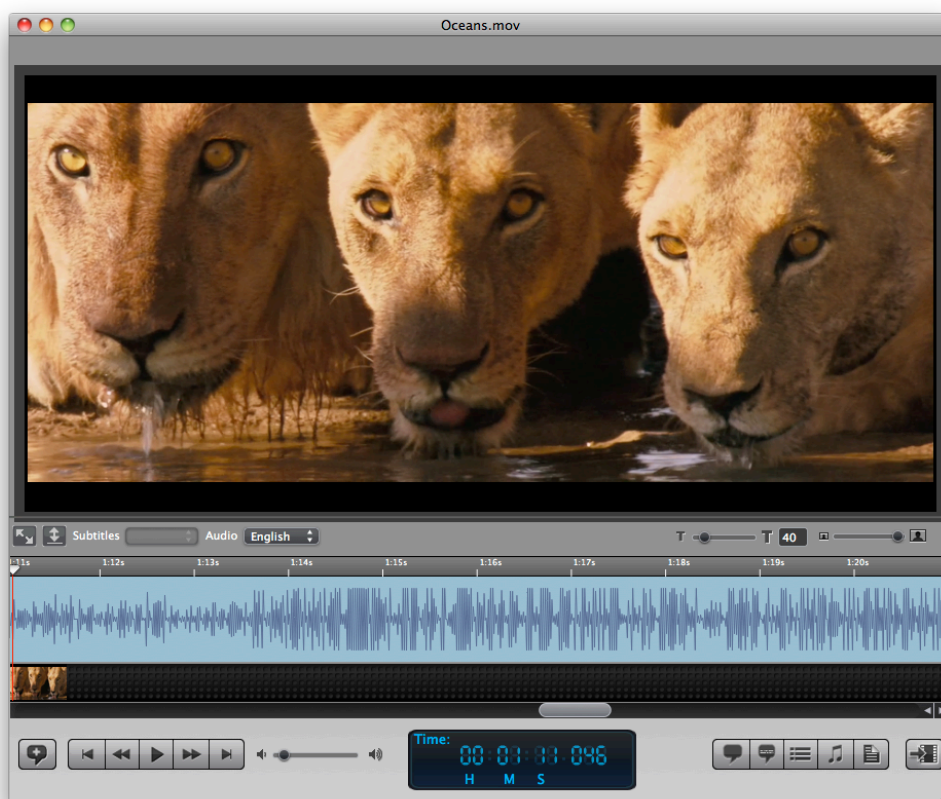 Oceans.mov
Subtitles Audio English T T 40
1:12s 1:13s 1:14s 1:15s 1:16s 1:17s 1:18s 1:19s 1:20s
Time:
00 01 11 046
H M S